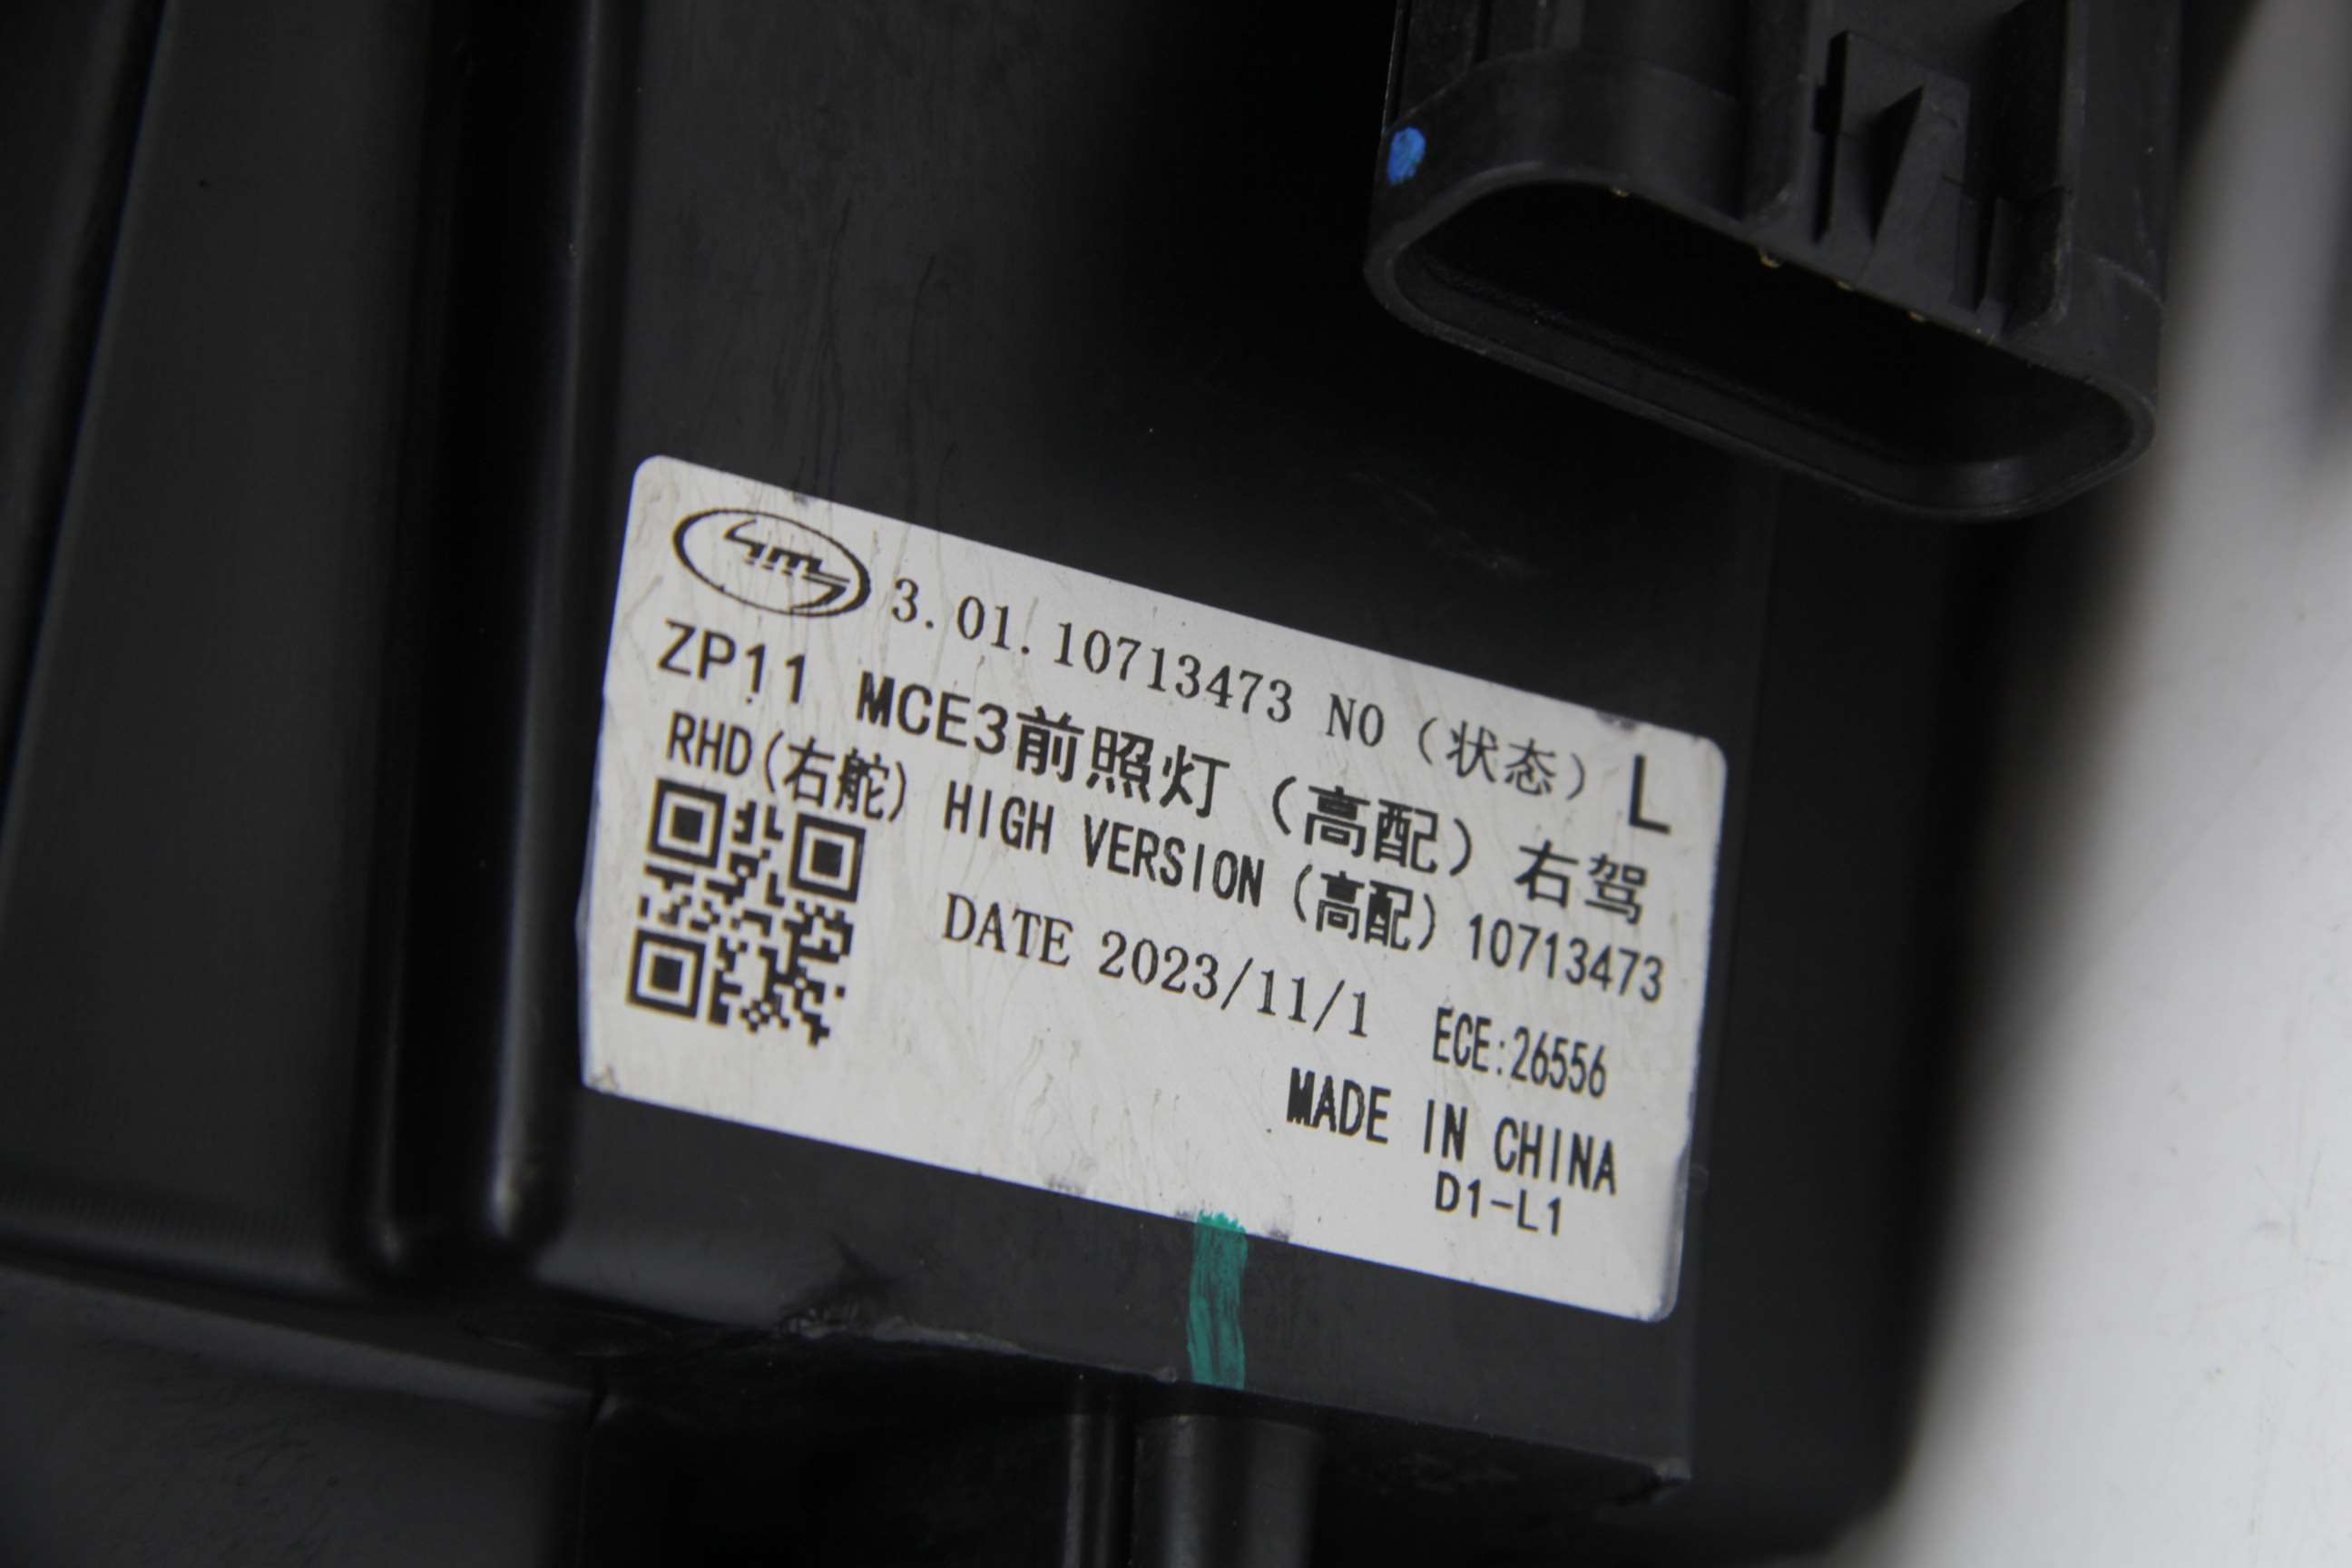 3.01.10713473 NO（状态）L
ZP11 MCE3前照灯（高配）右驾
RHD(右舵) HIGH VERSION(高配)10713473
DATE 2023/11/1 ECE:26556
MADE IN CHINA
D1-L1